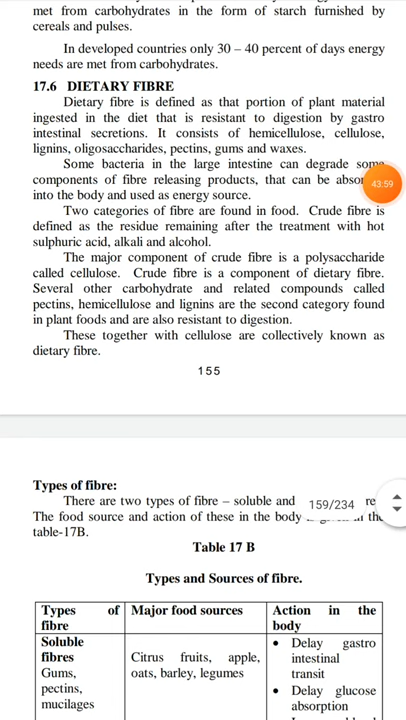 met from carbohydrates in the form of starch furnished by
cereals and pulses.
In developed countries only 30 – 40 percent of days energy
needs are met from carbohydrates.
17.6 DIETARY FIBRE
Dietary fibre is defined as that portion of plant material
ingested in the diet that is resistant to digestion by gastro
intestinal secretions. It consists of hemicellulose, cellulose,
lignins, oligosaccharides, pectins, gums and waxes.
Some bacteria in the large intestine can degrade some
components of fibre releasing products, that can be
43:59
into the body and used as energy source.
Two categories of fibre are found in food. Crude fibre is
defined as the residue remaining after the treatment with hot
sulphuric acid, alkali and alcohol.
The major component of crude fibre is a polysaccharide
called cellulose. Crude fibre is a component of dietary fibre.
Several other carbohydrate and related compounds called
pectins, hemicellulose and lignins are the second category found
in plant foods and are also resistant to digestion.
These together with cellulose are collectively known as
dietary fibre.
155
Types of fibre:
There are two types of fibre – soluble and
159/234
The food source and action of these in the body
table-17B.
Table 17 B
Types and Sources of fibre.
Types of fibre
Major food sources
Action in the body
Soluble
fibres
Gums,
pectins,
mucilages
Citrus fruits, apple,
oats, barley, legumes
• Delay gastro
intestinal
transit
• Delay glucose
absorption